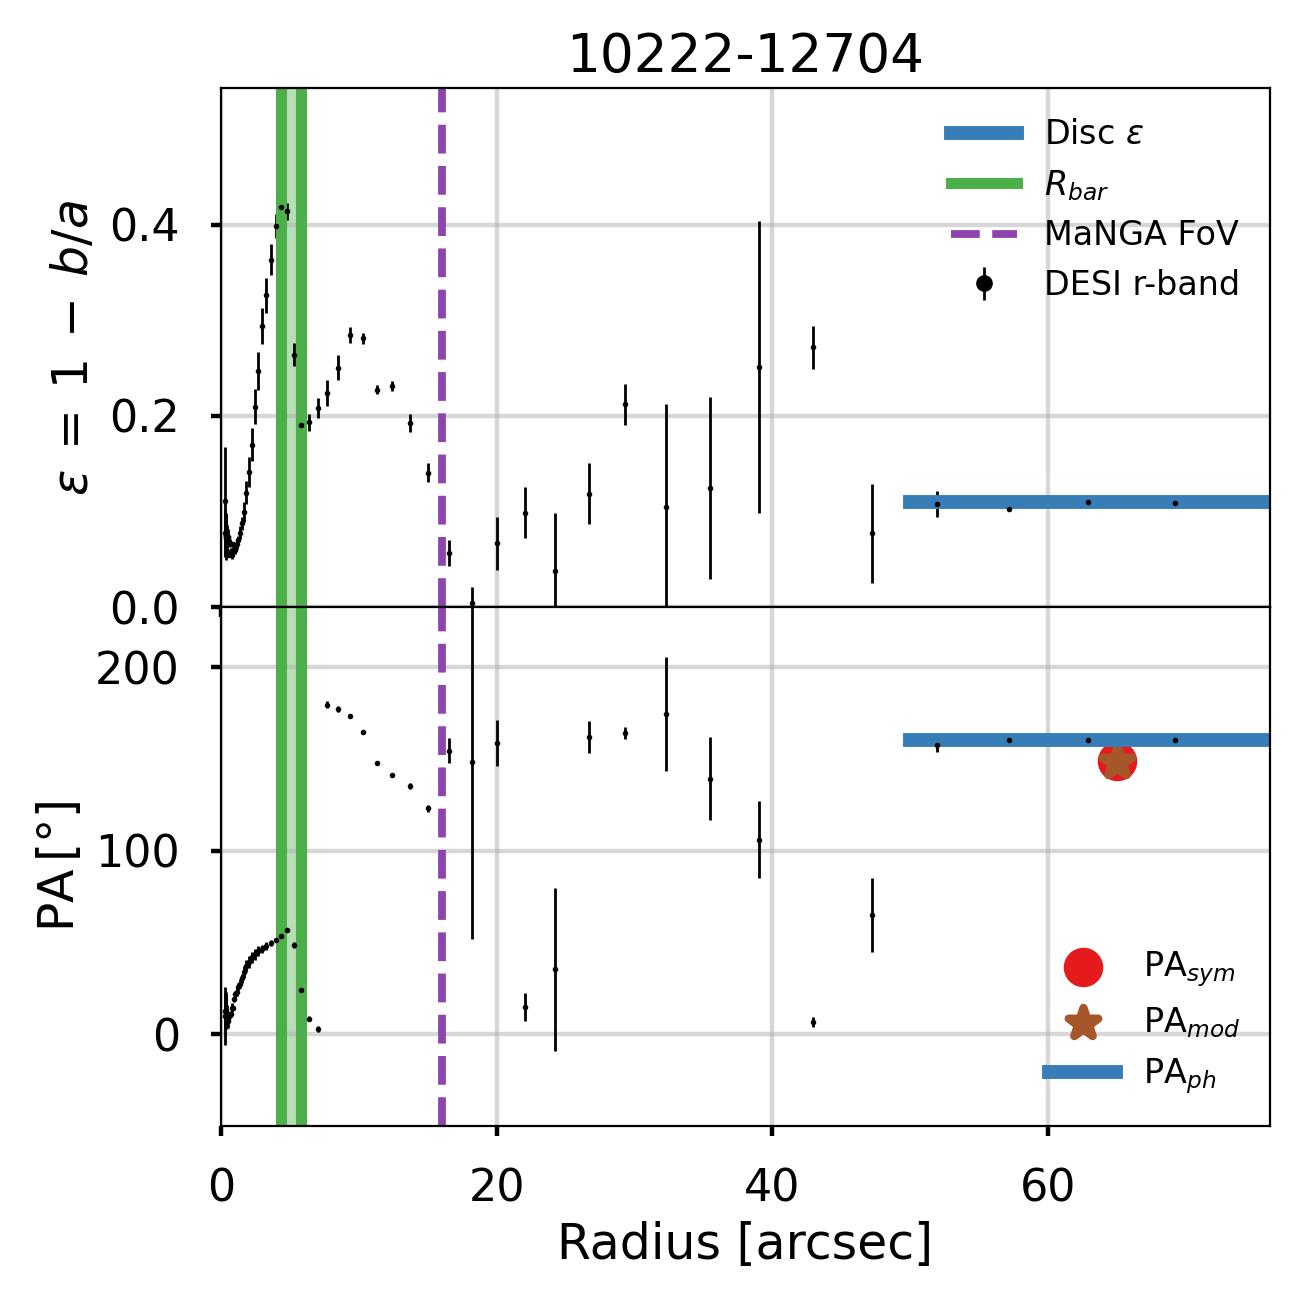 10222-12704
ε = 1 − b/a
0.4
0.2
0.0
Disc ε
R_bar
MaNGA FoV
DESI r-band
PA [°]
200
100
0
PA_sym
PA_mod
PA_ph
0 20 40 60
Radius [arcsec]